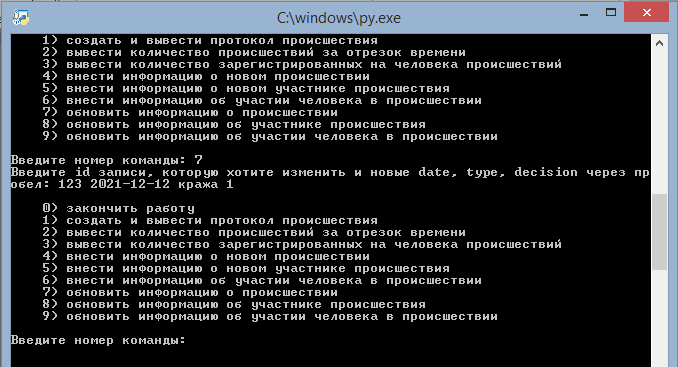 C:\windows\py.exe
1) создать и вывести протокол происшествия
2) вывести количество происшествий за отрезок времени
3) вывести количество зарегистрированных на человека происшествий
4) внести информацию о новом происшествии
5) внести информацию о новом участнике происшествия
6) внести информацию об участии человека в происшествии
7) обновить информацию о происшествии
8) обновить информацию об участнике происшествия
9) обновить информацию об участии человека в происшествии
Введите номер команды: 7
Введите id записи, которую хотите изменить и новые date, type, decision через пр
обел: 123 2021-12-12 кража 1
0) закончить работу
1) создать и вывести протокол происшествия
2) вывести количество происшествий за отрезок времени
3) вывести количество зарегистрированных на человека происшествий
4) внести информацию о новом происшествии
5) внести информацию о новом участнике происшествия
6) внести информацию об участии человека в происшествии
7) обновить информацию о происшествии
8) обновить информацию об участнике происшествия
9) обновить информацию об участии человека в происшествии
Введите номер команды: